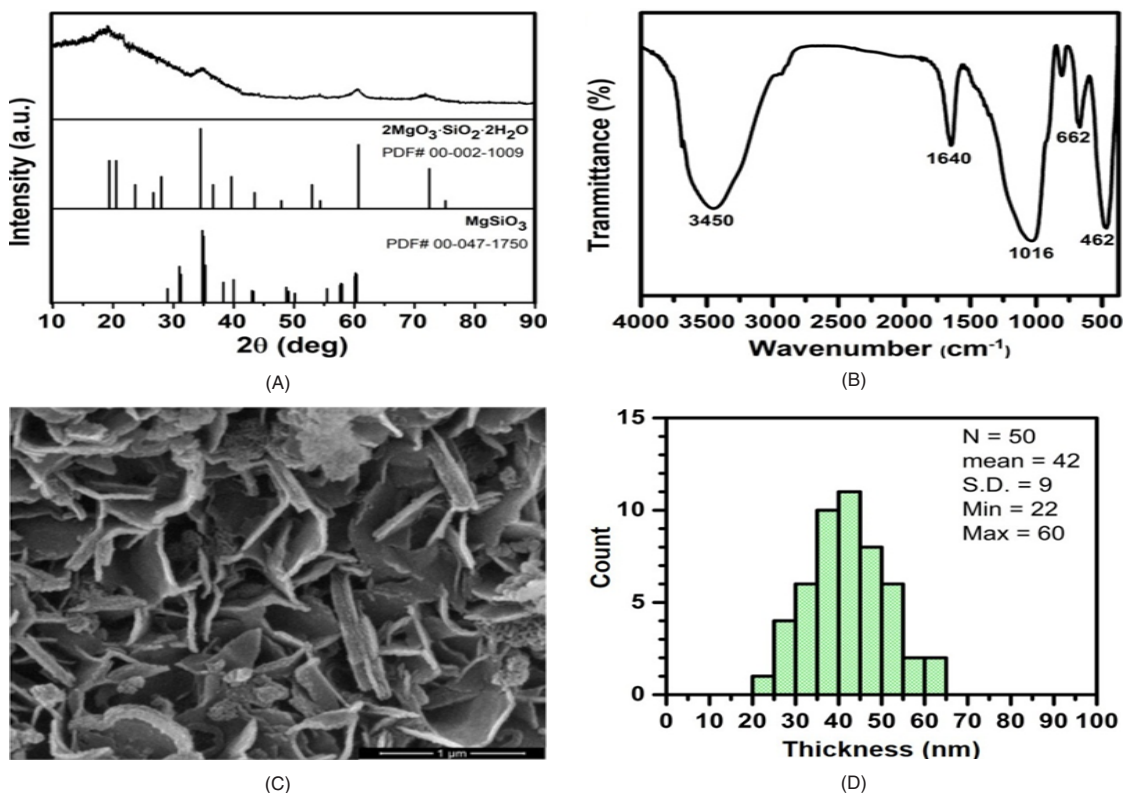 Intensity (a.u.)
2MgO₃·SiO₂·2H₂O
PDF# 00-002-1009
MgSiO₃
PDF# 00-047-1750
10 20 30 40 50 60 70 80 90
2θ (deg)
(A)
Tranmittance (%)
3450
1640
1016
662
462
4000 3500 3000 2500 2000 1500 1000 500
Wavenumber (cm⁻¹)
(B)
1 µm
(C)
Count
15
10
5
0
N = 50
mean = 42
S.D. = 9
Min = 22
Max = 60
0 10 20 30 40 50 60 70 80 90 100
Thickness (nm)
(D)